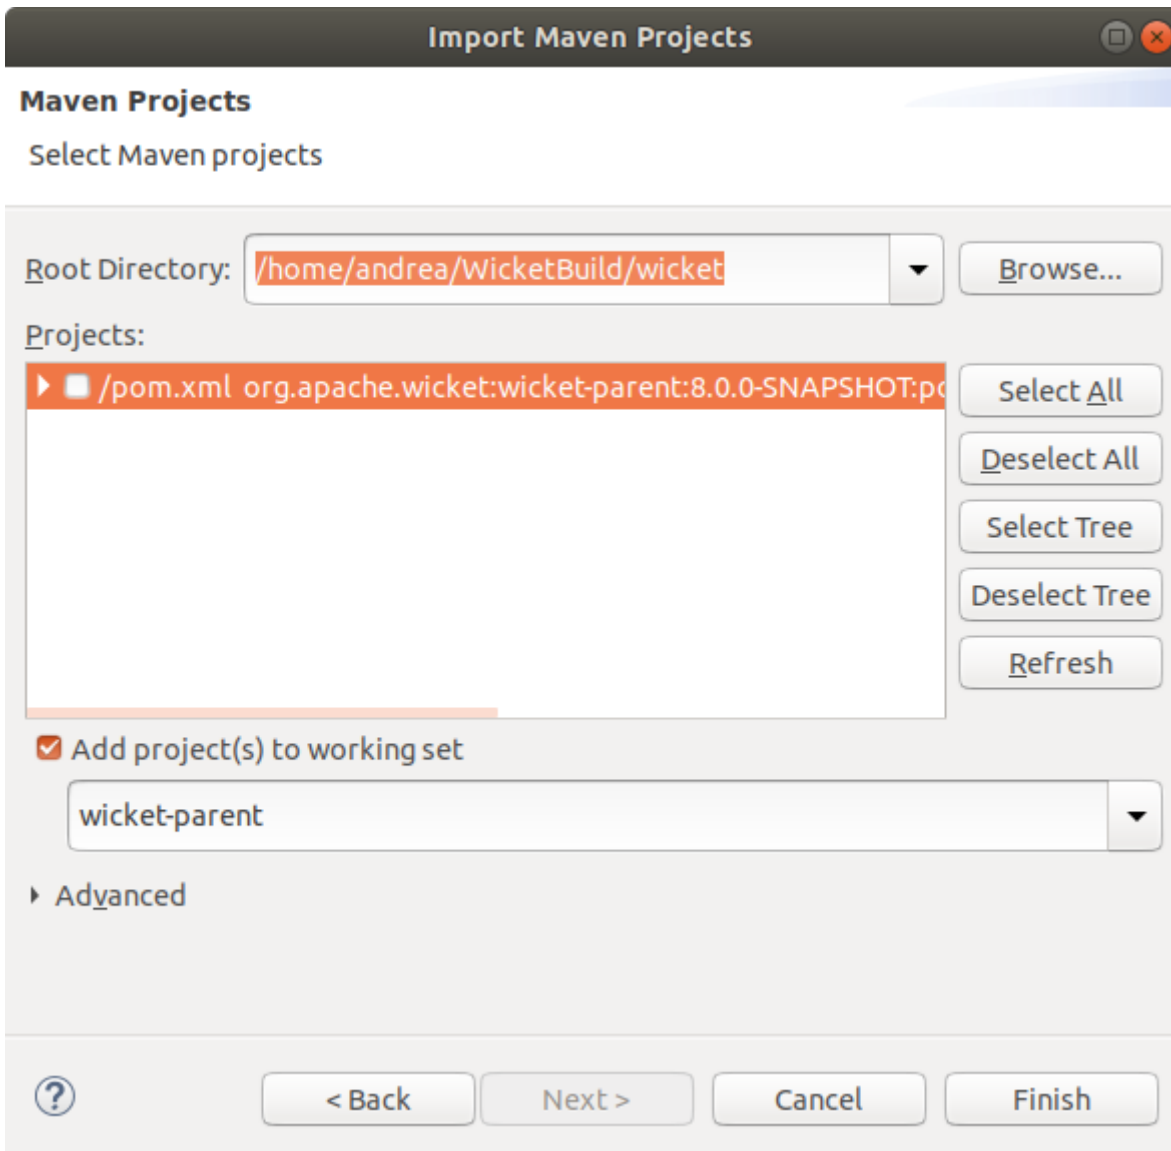 Import Maven Projects
Maven Projects
Select Maven projects
Root Directory: /home/andrea/WicketBuild/wicket Browse...
Projects:
/pom.xml org.apache.wicket:wicket-parent:8.0.0-SNAPSHOT:po
Select All
Deselect All
Select Tree
Deselect Tree
Refresh
Add project(s) to working set
wicket-parent
Advanced
? < Back Next > Cancel Finish